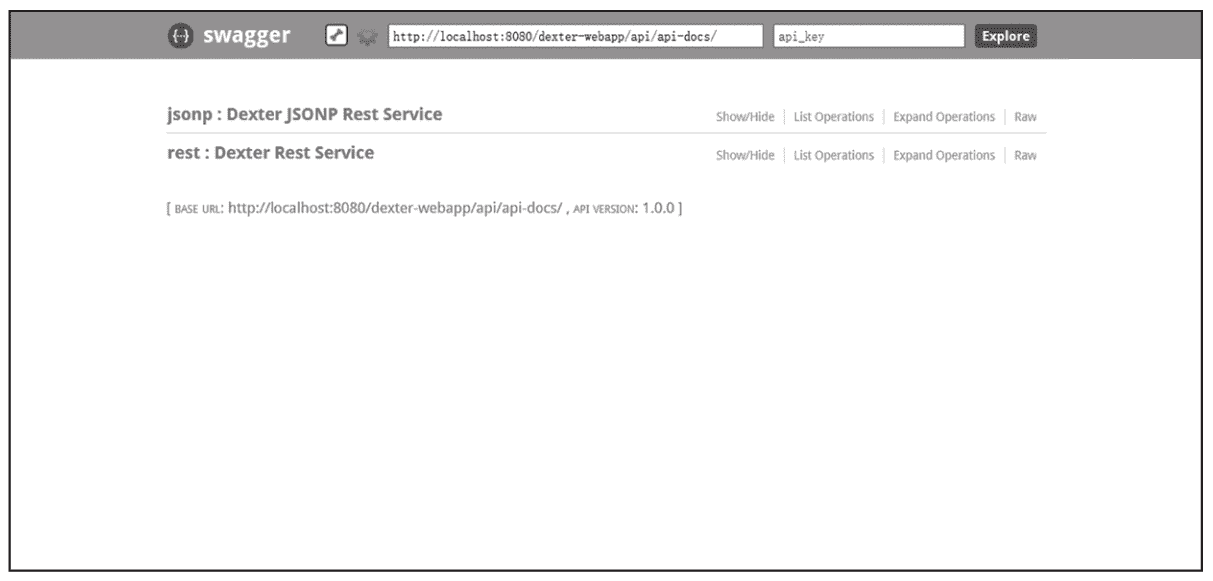 {···} swagger http://localhost:8080/dexter-webapp/api/api-docs/ api_key Explore
jsonp : Dexter JSONP Rest Service Show/Hide List Operations Expand Operations Raw
rest : Dexter Rest Service Show/Hide List Operations Expand Operations Raw
[ BASE URL: http://localhost:8080/dexter-webapp/api/api-docs/ , API VERSION: 1.0.0 ]